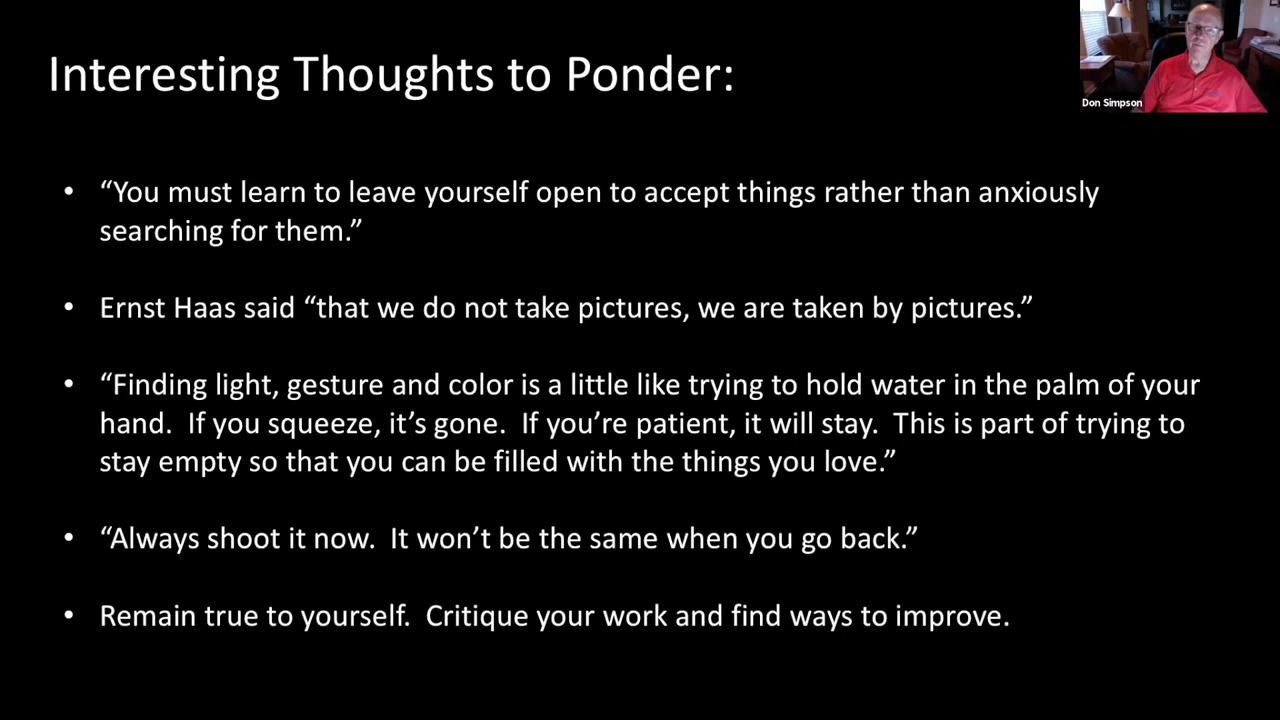 Interesting Thoughts to Ponder:
Don Simpson
• “You must learn to leave yourself open to accept things rather than anxiously
searching for them.”
• Ernst Haas said “that we do not take pictures, we are taken by pictures.”
• “Finding light, gesture and color is a little like trying to hold water in the palm of your
hand.  If you squeeze, it’s gone.  If you’re patient, it will stay.  This is part of trying to
stay empty so that you can be filled with the things you love.”
• “Always shoot it now.  It won’t be the same when you go back.”
• Remain true to yourself.  Critique your work and find ways to improve.